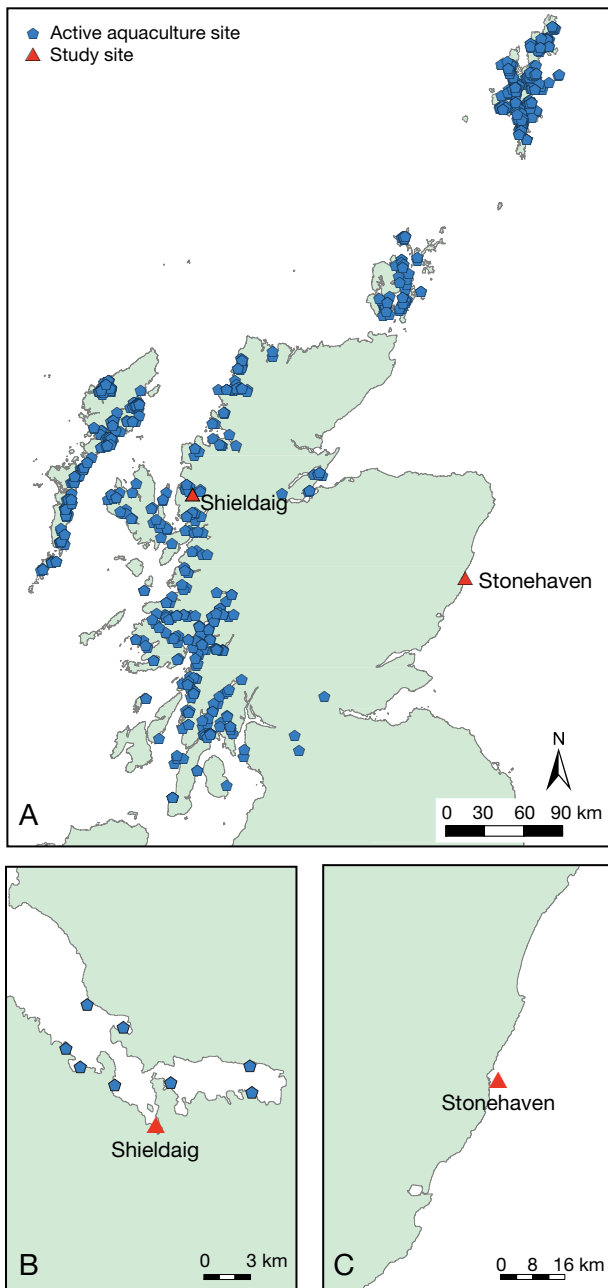 Active aquaculture site
Study site
Shieldaig
Stonehaven
N
A
0 30 60 90 km
Shieldaig
B
0 3 km
Stonehaven
C
0 8 16 km